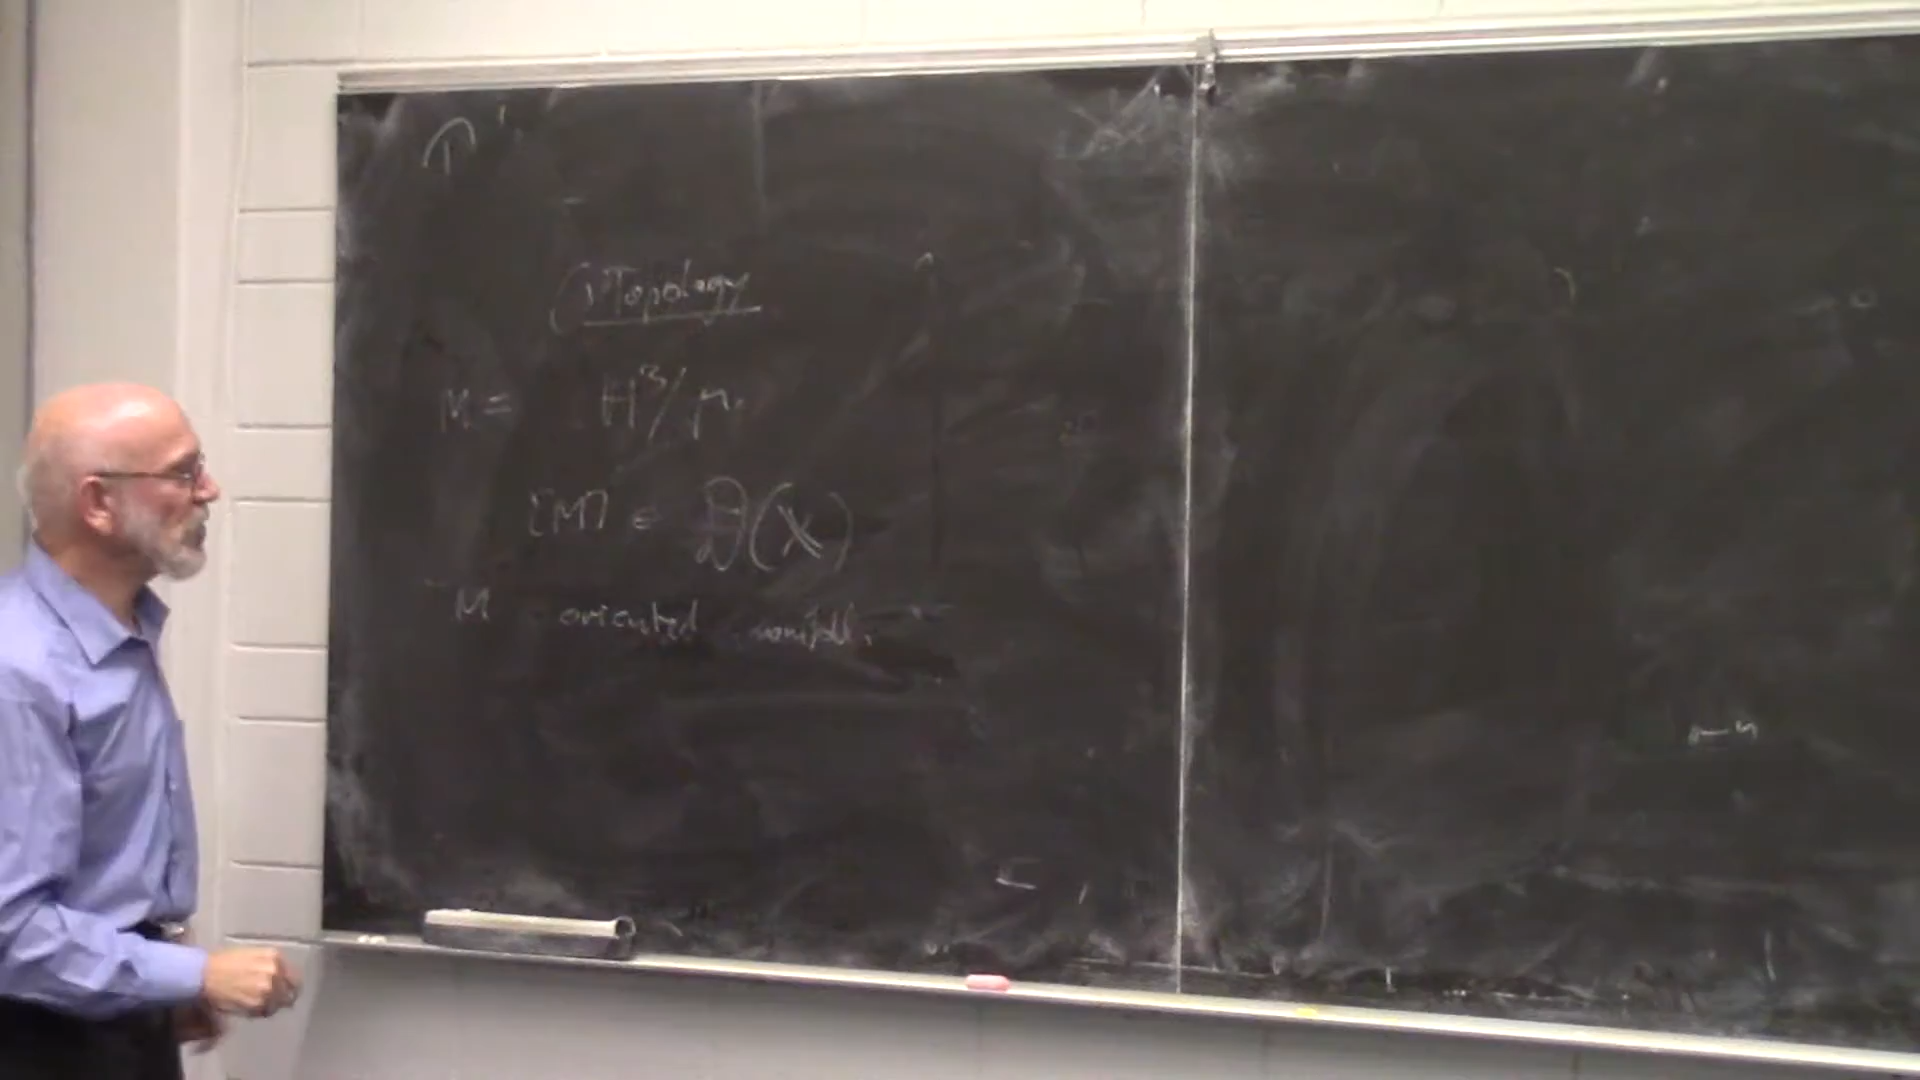 (1) Topology
M = H³/Γ.
[M] ∈ 𝒟(X)
M - oriented manifold.